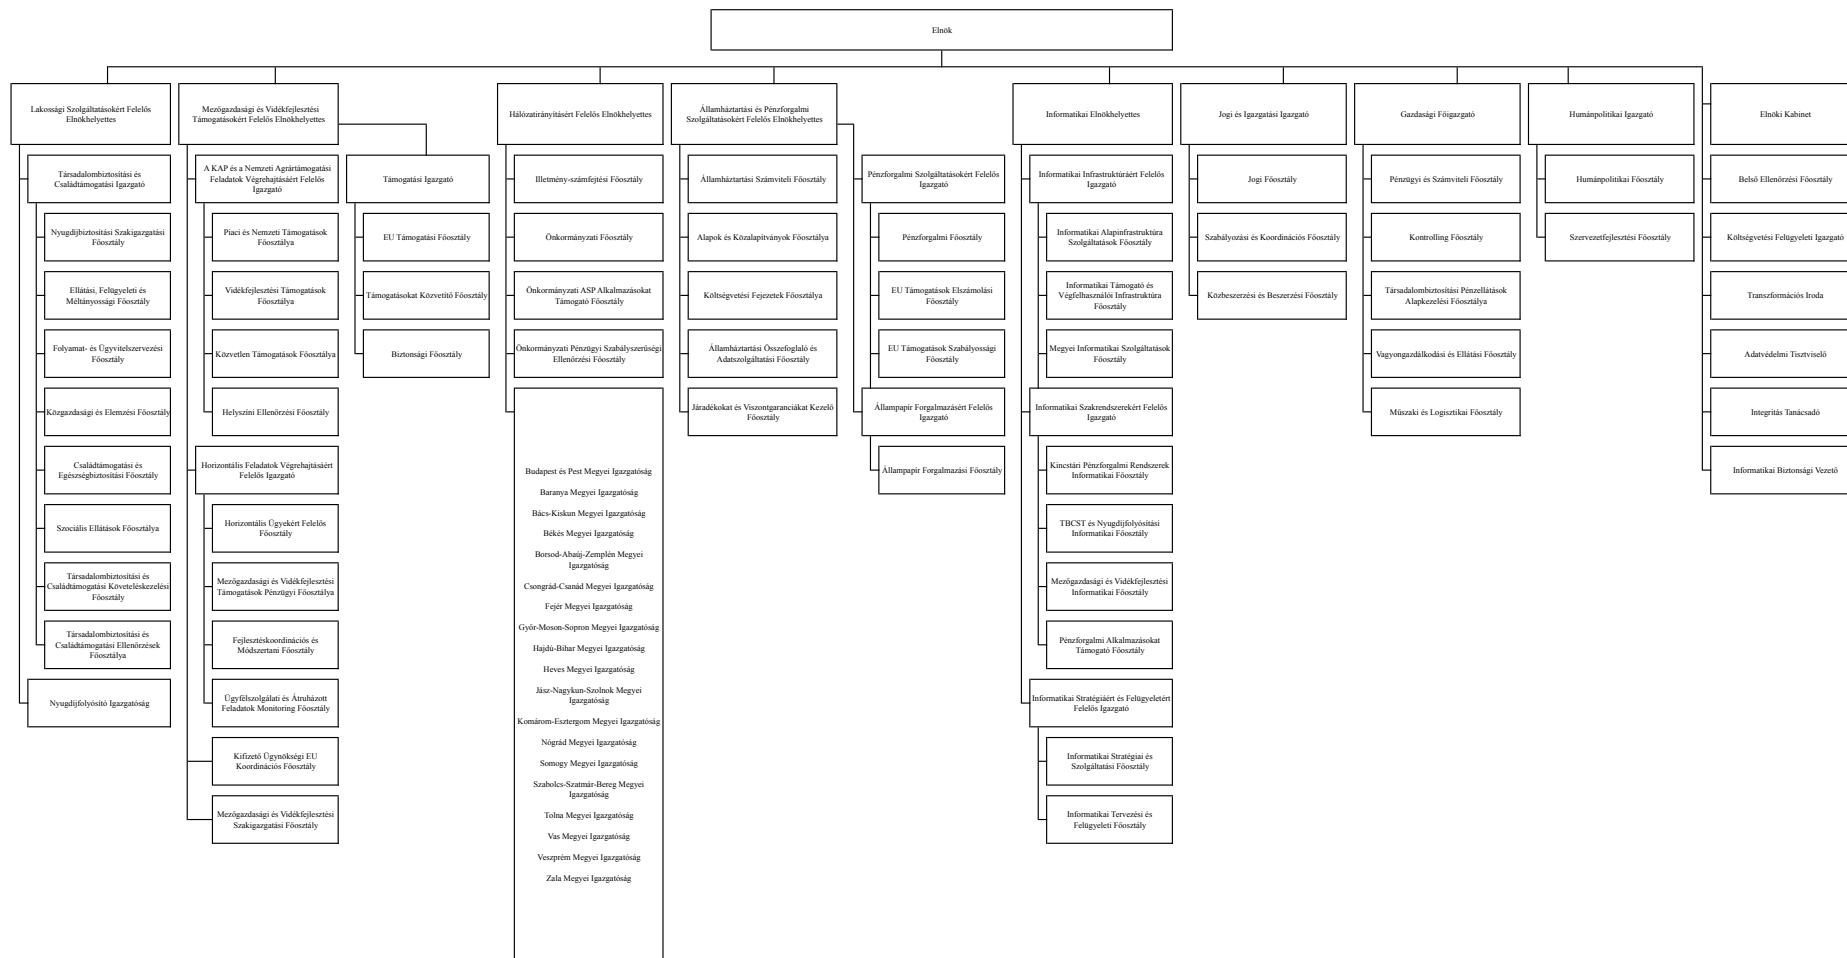 Elnök
Lakossági Szolgáltatásokért Felelős
Elnökhelyettes
Társadalombiztosítási és
Családtámogatási Igazgató
Nyugdíjbiztosítási Szakigazgatási
Főosztály
Ellátási, Felügyeleti és
Méltányossági Főosztály
Folyamat- és Ügyvitelszervezési
Főosztály
Közgazdasági és Elemzési Főosztály
Családtámogatási és
Egészségbiztosítási Főosztály
Szociális Ellátások Főosztálya
Társadalombiztosítási és
Családtámogatási Követeléskezelési
Főosztály
Társadalombiztosítási és
Családtámogatási Ellenőrzések
Főosztálya
Nyugdíjfolyósító Igazgatóság
Mezőgazdasági és Vidékfejlesztési
Támogatásokért Felelős Elnökhelyettes
A KAP és a Nemzeti Agrártámogatási
Feladatok Végrehajtásáért Felelős
Igazgató
Piaci és Nemzeti Támogatások
Főosztálya
Vidékfejlesztési Támogatások
Főosztálya
Közvetlen Támogatások Főosztálya
Helyszíni Ellenőrzési Főosztály
Horizontális Feladatok Végrehajtásáért
Felelős Igazgató
Horizontális Ügyekért Felelős
Főosztály
Mezőgazdasági és Vidékfejlesztési
Támogatások Pénzügyi Főosztálya
Fejlesztéskoordinációs és
Módszertani Főosztály
Ügyfélszolgálati és Átruházott
Feladatok Monitoring Főosztály
Kifizető Ügynökségi EU
Koordinációs Főosztály
Mezőgazdasági és Vidékfejlesztési
Szakigazgatási Főosztály
Támogatási Igazgató
EU Támogatási Főosztály
Támogatásokat Közvetítő Főosztály
Biztonsági Főosztály
Hálózatirányításért Felelős Elnökhelyettes
Illetmény-számfejtési Főosztály
Önkormányzati Főosztály
Önkormányzati ASP Alkalmazásokat
Támogató Főosztály
Önkormányzati Pénzügyi Szabályszerűségi
Ellenőrzési Főosztály
Budapest és Pest Megyei Igazgatóság
Baranya Megyei Igazgatóság
Bács-Kiskun Megyei Igazgatóság
Békés Megyei Igazgatóság
Borsod-Abaúj-Zemplén Megyei
Igazgatóság
Csongrád-Csanád Megyei Igazgatóság
Fejér Megyei Igazgatóság
Győr-Moson-Sopron Megyei Igazgatóság
Hajdú-Bihar Megyei Igazgatóság
Heves Megyei Igazgatóság
Jász-Nagykun-Szolnok Megyei
Igazgatóság
Komárom-Esztergom Megyei Igazgatóság
Nógrád Megyei Igazgatóság
Somogy Megyei Igazgatóság
Szabolcs-Szatmár-Bereg Megyei
Igazgatóság
Tolna Megyei Igazgatóság
Vas Megyei Igazgatóság
Veszprém Megyei Igazgatóság
Zala Megyei Igazgatóság
Államháztartási és Pénzforgalmi
Szolgáltatásokért Felelős Elnökhelyettes
Államháztartási Számviteli Főosztály
Alapok és Közalapítványok Főosztálya
Költségvetési Fejezetek Főosztálya
Államháztartási Összefoglaló és
Adatszolgáltatási Főosztály
Járadékokat és Viszontgaranciákat Kezelő
Főosztály
Pénzforgalmi Szolgáltatásokért Felelős
Igazgató
Pénzforgalmi Főosztály
EU Támogatások Elszámolási
Főosztály
EU Támogatások Szabályossági
Főosztály
Állampapír Forgalmazásért Felelős
Igazgató
Állampapír Forgalmazási Főosztály
Informatikai Elnökhelyettes
Informatikai Infrastruktúráért Felelős
Igazgató
Informatikai Alapinfrastruktúra
Szolgáltatások Főosztály
Informatikai Támogató és
Végfelhasználói Infrastruktúra
Főosztály
Megyei Informatikai Szolgáltatások
Főosztály
Informatikai Szakrendszerekért Felelős
Igazgató
Kincstári Pénzforgalmi Rendszerek
Informatikai Főosztály
TBCST és Nyugdíjfolyósítási
Informatikai Főosztály
Mezőgazdasági és Vidékfejlesztési
Informatikai Főosztály
Pénzforgalmi Alkalmazásokat
Támogató Főosztály
Informatikai Stratégiáért és Felügyeletért
Felelős Igazgató
Informatikai Stratégiai és
Szolgáltatási Főosztály
Informatikai Tervezési és
Felügyeleti Főosztály
Jogi és Igazgatási Igazgató
Jogi Főosztály
Szabályozási és Koordinációs Főosztály
Közbeszerzési és Beszerzési Főosztály
Gazdasági Főigazgató
Pénzügyi és Számviteli Főosztály
Kontrolling Főosztály
Társadalombiztosítási Pénzellátások
Alapkezelési Főosztálya
Vagyongazdálkodási és Ellátási Főosztály
Műszaki és Logisztikai Főosztály
Humánpolitikai Igazgató
Humánpolitikai Főosztály
Szervezetfejlesztési Főosztály
Elnöki Kabinet
Belső Ellenőrzési Főosztály
Költségvetési Felügyeleti Igazgató
Transzformációs Iroda
Adatvédelmi Tisztviselő
Integritás Tanácsadó
Informatikai Biztonsági Vezető